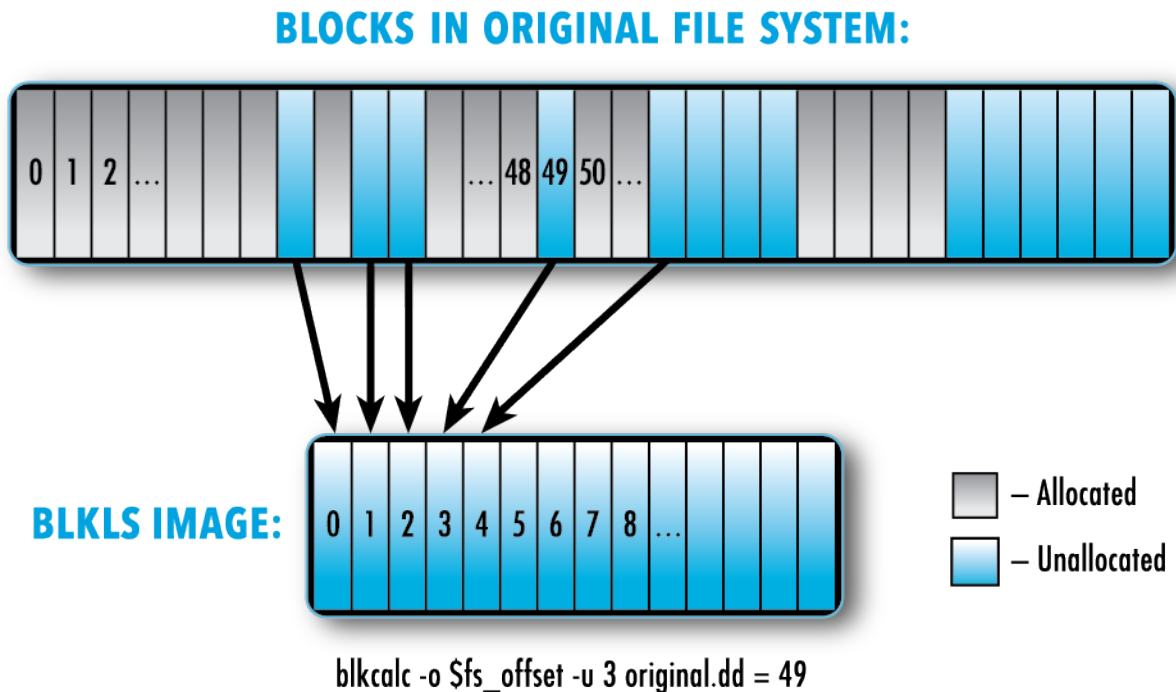 BLOCKS IN ORIGINAL FILE SYSTEM:
0 1 2 ... ... 48 49 50 ...
BLKLS IMAGE:
0 1 2 3 4 5 6 7 8 ...
– Allocated
– Unallocated
blkcalc -o $fs_offset -u 3 original.dd = 49